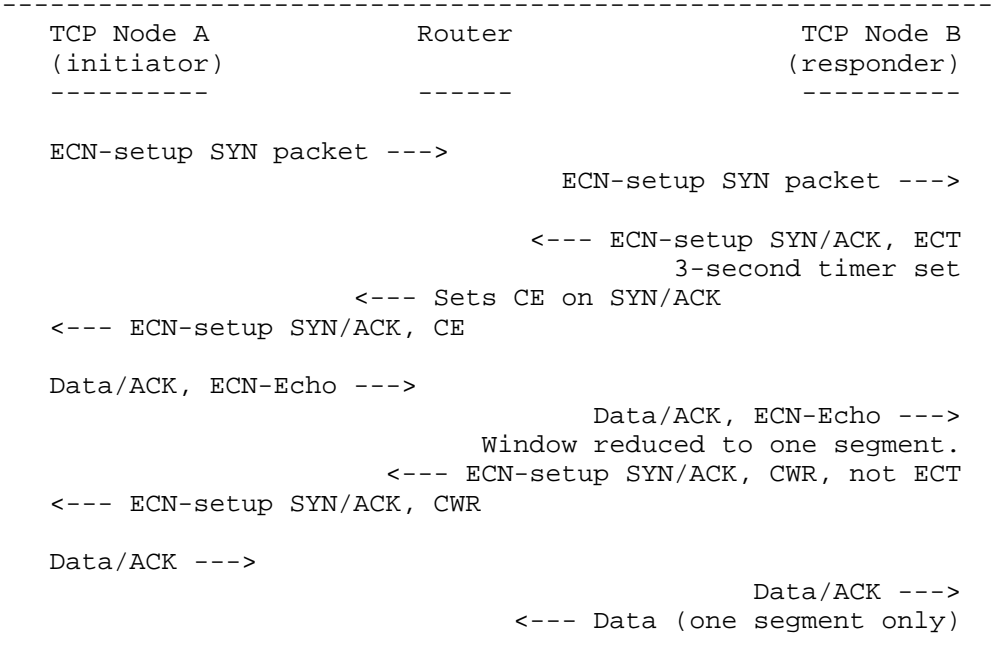 ---------------------------------------------------------------
TCP Node A             Router                  TCP Node B
(initiator)                                   (responder)
----------             ------                  ----------
ECN-setup SYN packet --->
ECN-setup SYN packet --->
<--- ECN-setup SYN/ACK, ECT
3-second timer set
<--- Sets CE on SYN/ACK
<--- ECN-setup SYN/ACK, CE
Data/ACK, ECN-Echo --->
Data/ACK, ECN-Echo --->
Window reduced to one segment.
<--- ECN-setup SYN/ACK, CWR, not ECT
<--- ECN-setup SYN/ACK, CWR
Data/ACK --->
Data/ACK --->
<--- Data (one segment only)